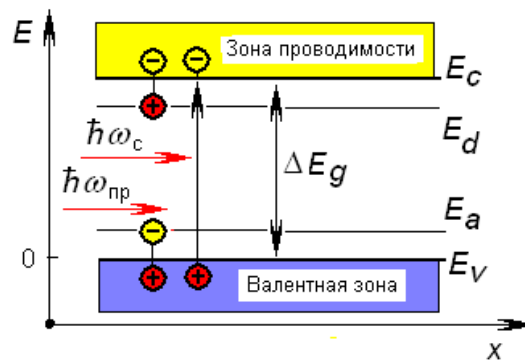 E
Зона проводимости
E_c
E_d
ħω_c
ΔE_g
ħω_пр
E_a
0
E_V
Валентная зона
x